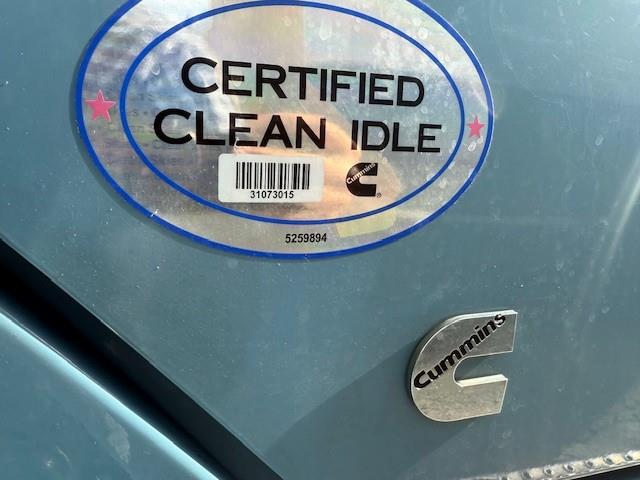 CERTIFIED
CLEAN IDLE
31073015
Cummins
®
5259894
Cummins